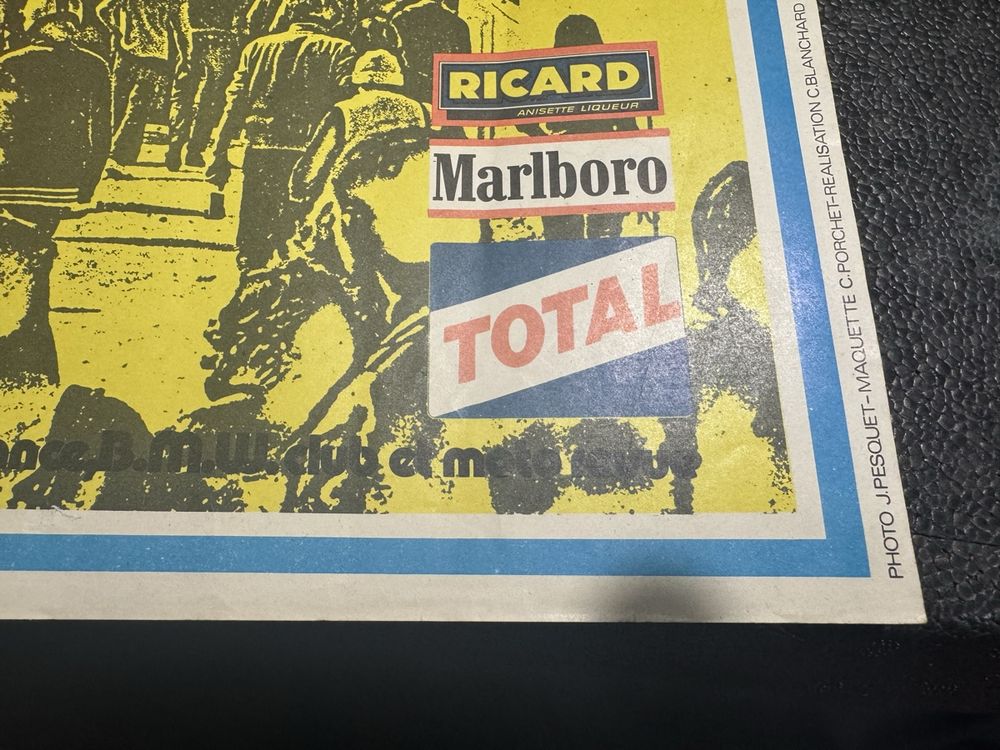 RICARD
ANISETTE LIQUEUR
Marlboro
TOTAL
B.M.W. club et moto revue
PHOTO J.PESQUET-MAQUETTE C.PORCHET-REALISATION C.BLANCHARD